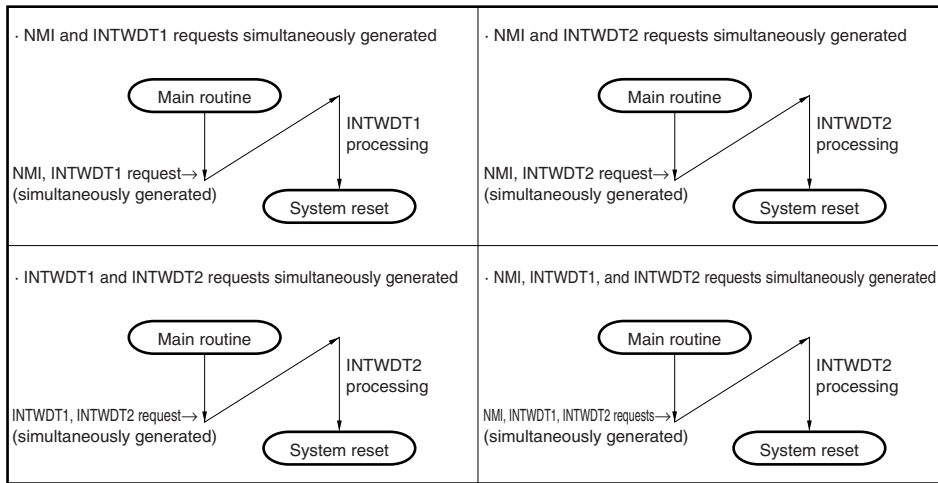 · NMI and INTWDT1 requests simultaneously generated
Main routine
INTWDT1
processing
NMI, INTWDT1 request→
(simultaneously generated)
System reset
· NMI and INTWDT2 requests simultaneously generated
Main routine
INTWDT2
processing
NMI, INTWDT2 request→
(simultaneously generated)
System reset
· INTWDT1 and INTWDT2 requests simultaneously generated
Main routine
INTWDT2
processing
INTWDT1, INTWDT2 request→
(simultaneously generated)
System reset
· NMI, INTWDT1, and INTWDT2 requests simultaneously generated
Main routine
INTWDT2
processing
NMI, INTWDT1, INTWDT2 requests→
(simultaneously generated)
System reset